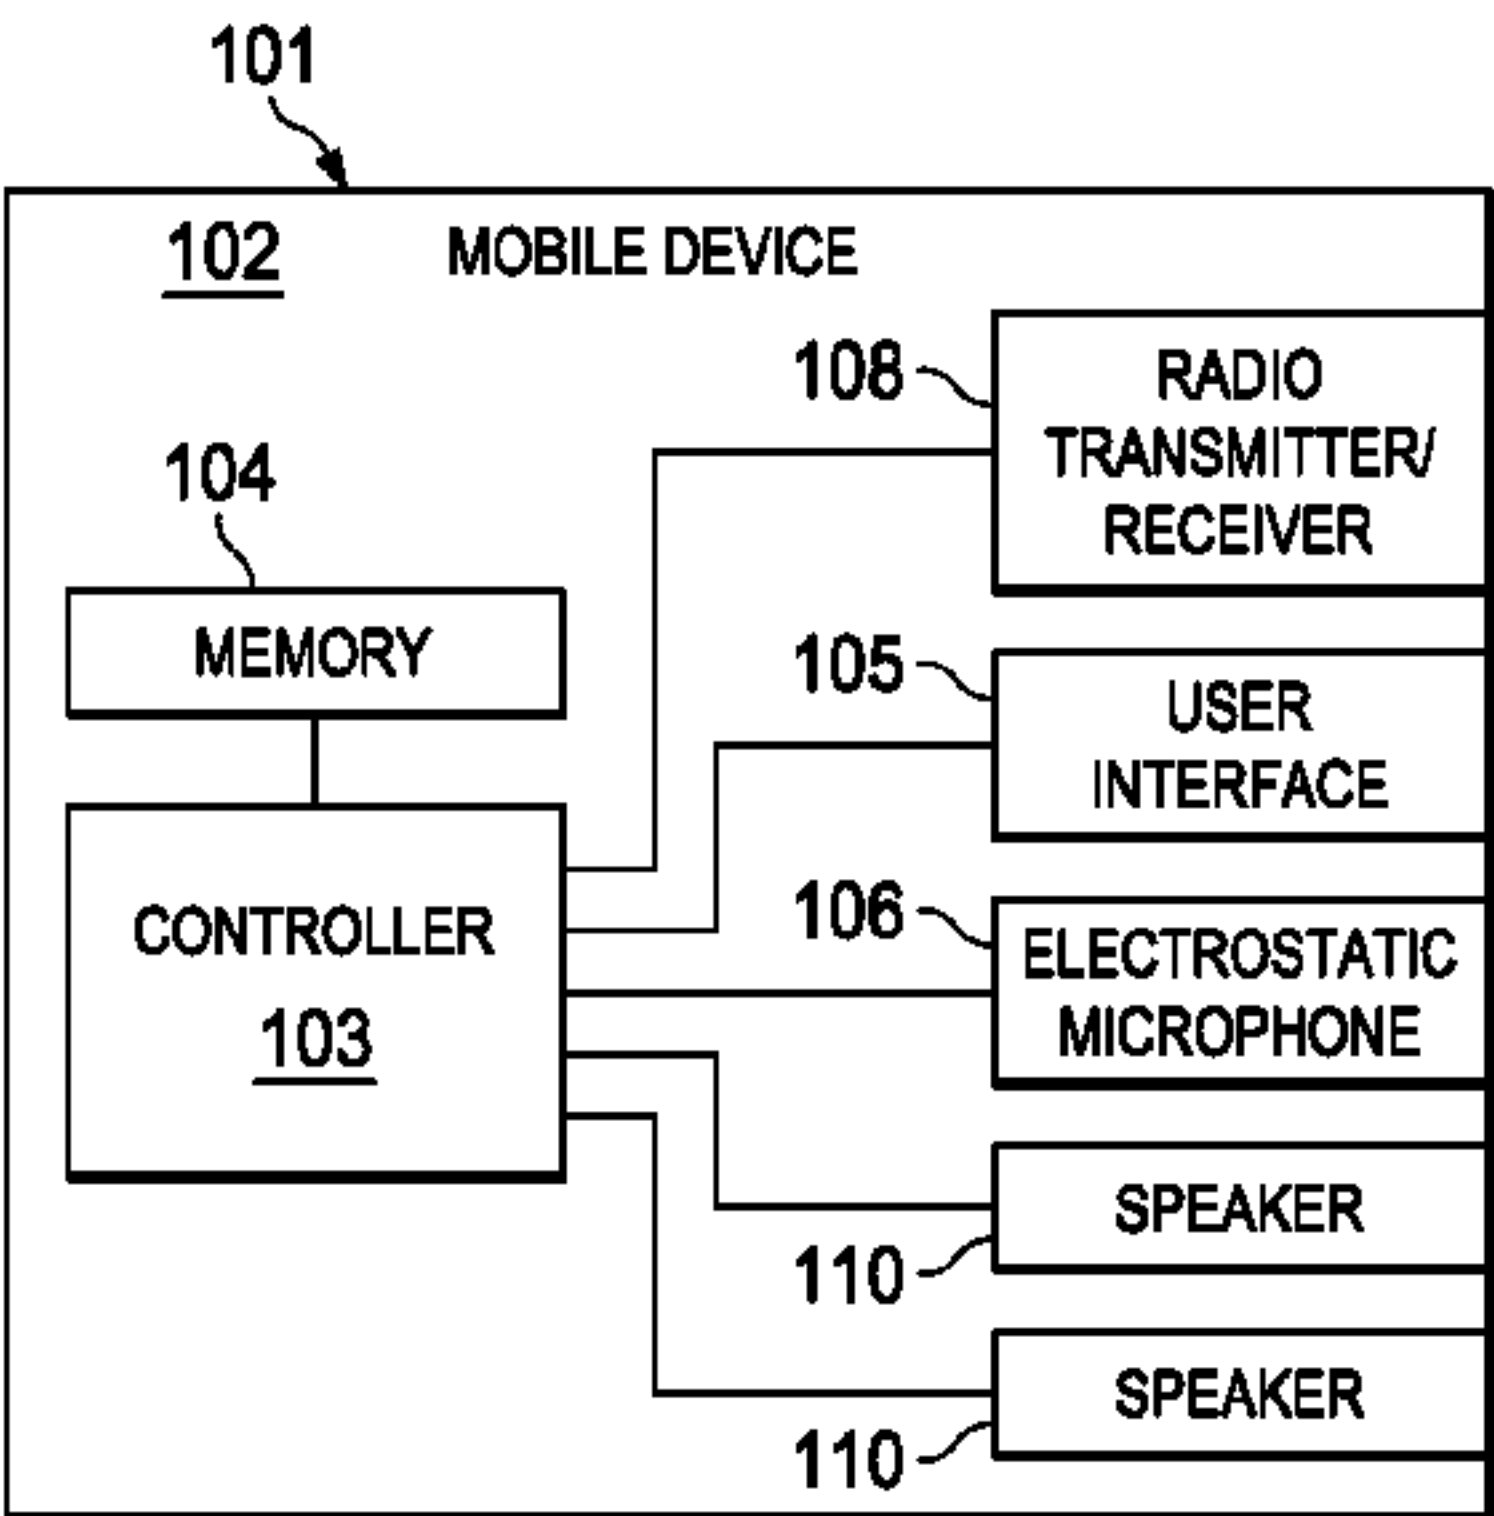 101
102 MOBILE DEVICE
108
RADIO
TRANSMITTER/
RECEIVER
104
MEMORY
105
USER
INTERFACE
CONTROLLER
103
106
ELECTROSTATIC
MICROPHONE
SPEAKER
110
SPEAKER
110